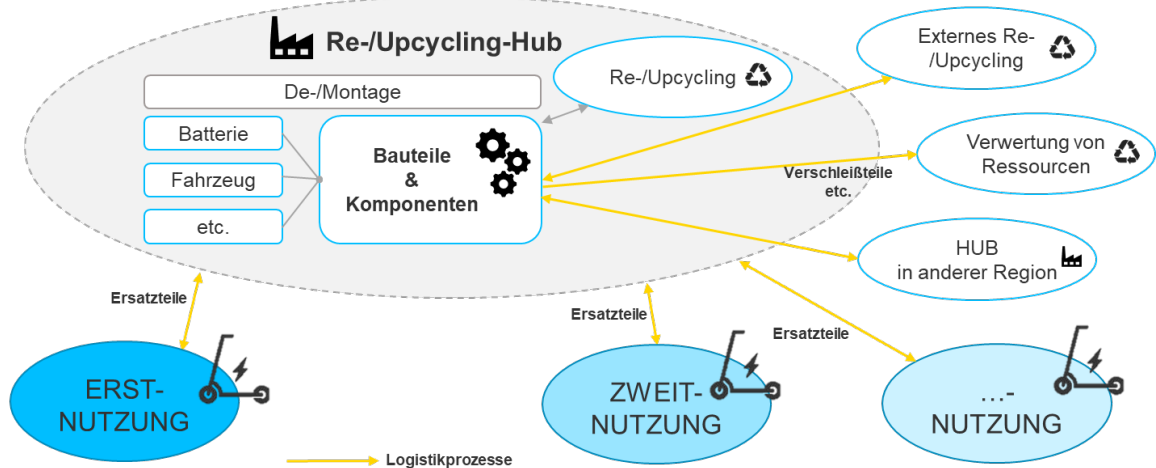 Re-/Upcycling-Hub
De-/Montage
Batterie
Fahrzeug
etc.
Bauteile
&
Komponenten
Re-/Upcycling
Externes Re-
/Upcycling
Verwertung von
Ressourcen
Verschleißteile
etc.
HUB
in anderer Region
Ersatzteile
Ersatzteile
Ersatzteile
ERST-
NUTZUNG
ZWEIT-
NUTZUNG
...-
NUTZUNG
Logistikprozesse